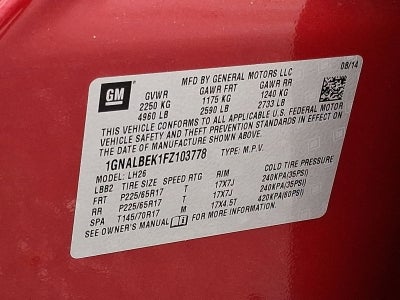 MFD BY GENERAL MOTORS LLC
08/14
GM
GVWR GAWR FRT GAWR RR
2250 KG 1175 KG 1240 KG
4960 LB 2590 LB 2733 LB
THIS VEHICLE CONFORMS TO ALL APPLICABLE U.S. FEDERAL MOTOR
VEHICLE SAFETY AND THEFT PREVENTION STANDARDS IN EFFECT ON
THE DATE OF MANUFACTURE SHOWN ABOVE.
1GNALBEK1FZ103778 TYPE: M.P.V.
MODEL: LH26
LBB2 TIRE SIZE SPEED RTG RIM COLD TIRE PRESSURE
FRT P225/65R17 T 17X7J 240KPA(35PSI)
RR P225/65R17 T 17X7J 240KPA(35PSI)
SPA T145/70R17 M 17X4.5T 420KPA(60PSI)
SEE OWNER'S MANUAL FOR ADDITIONAL INFORMATION.